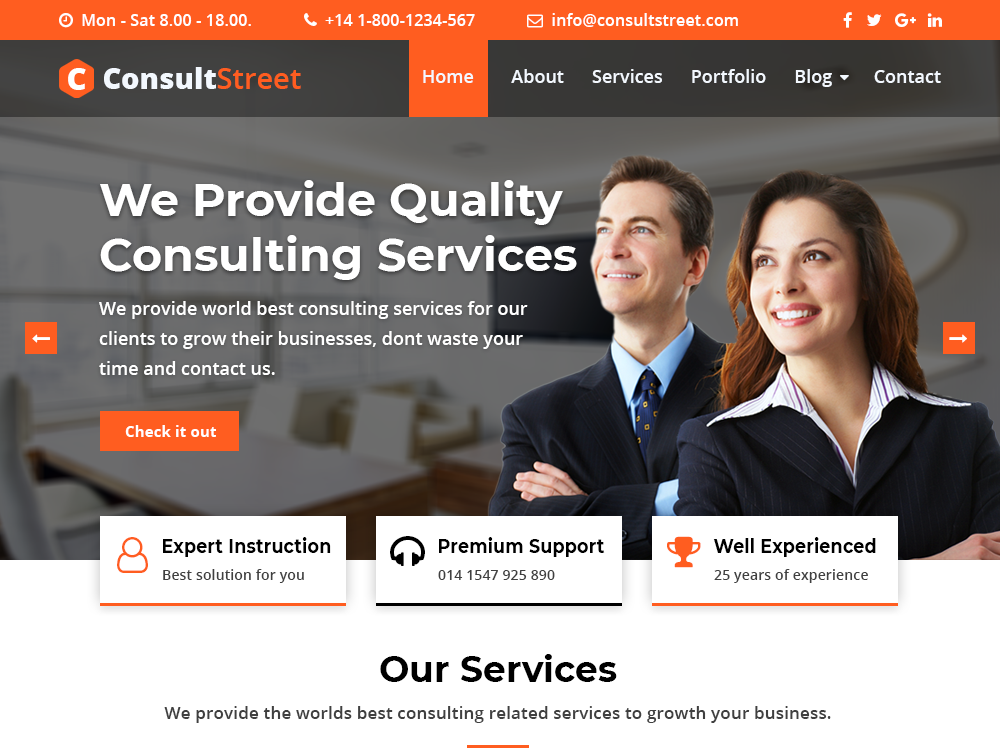 Mon - Sat 8.00 - 18.00.
+14 1-800-1234-567
info@consultstreet.com
G+
in
C ConsultStreet
Home
About
Services
Portfolio
Blog
Contact
We Provide Quality
Consulting Services
We provide world best consulting services for our
clients to grow their businesses, dont waste your
time and contact us.
Check it out
Expert Instruction
Best solution for you
Premium Support
014 1547 925 890
Well Experienced
25 years of experience
Our Services
We provide the worlds best consulting related services to growth your business.